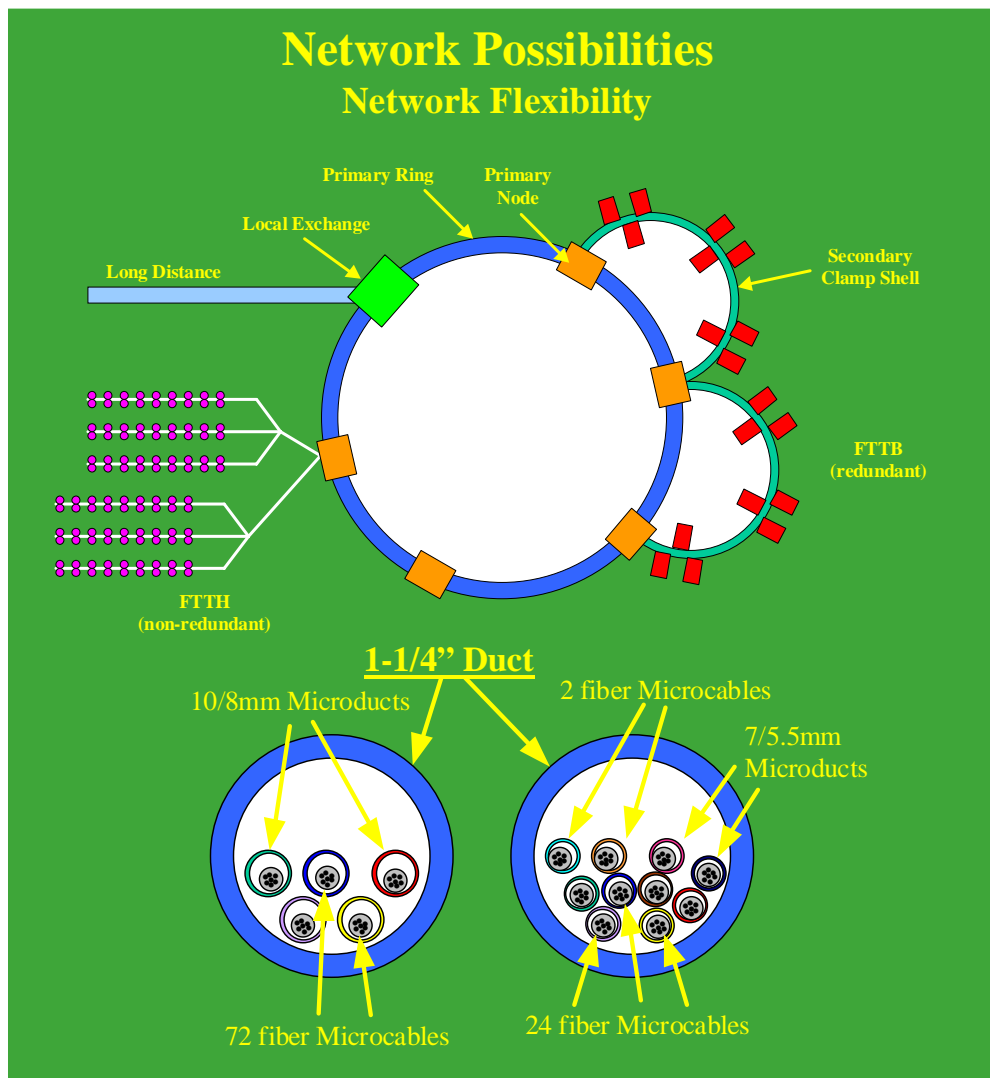 Network Possibilities
Network Flexibility
Primary Ring
Primary
Node
Local Exchange
Long Distance
Secondary
Clamp Shell
FTTB
(redundant)
FTTH
(non-redundant)
1-1/4” Duct
10/8mm Microducts
2 fiber Microcables
7/5.5mm
Microducts
72 fiber Microcables
24 fiber Microcables